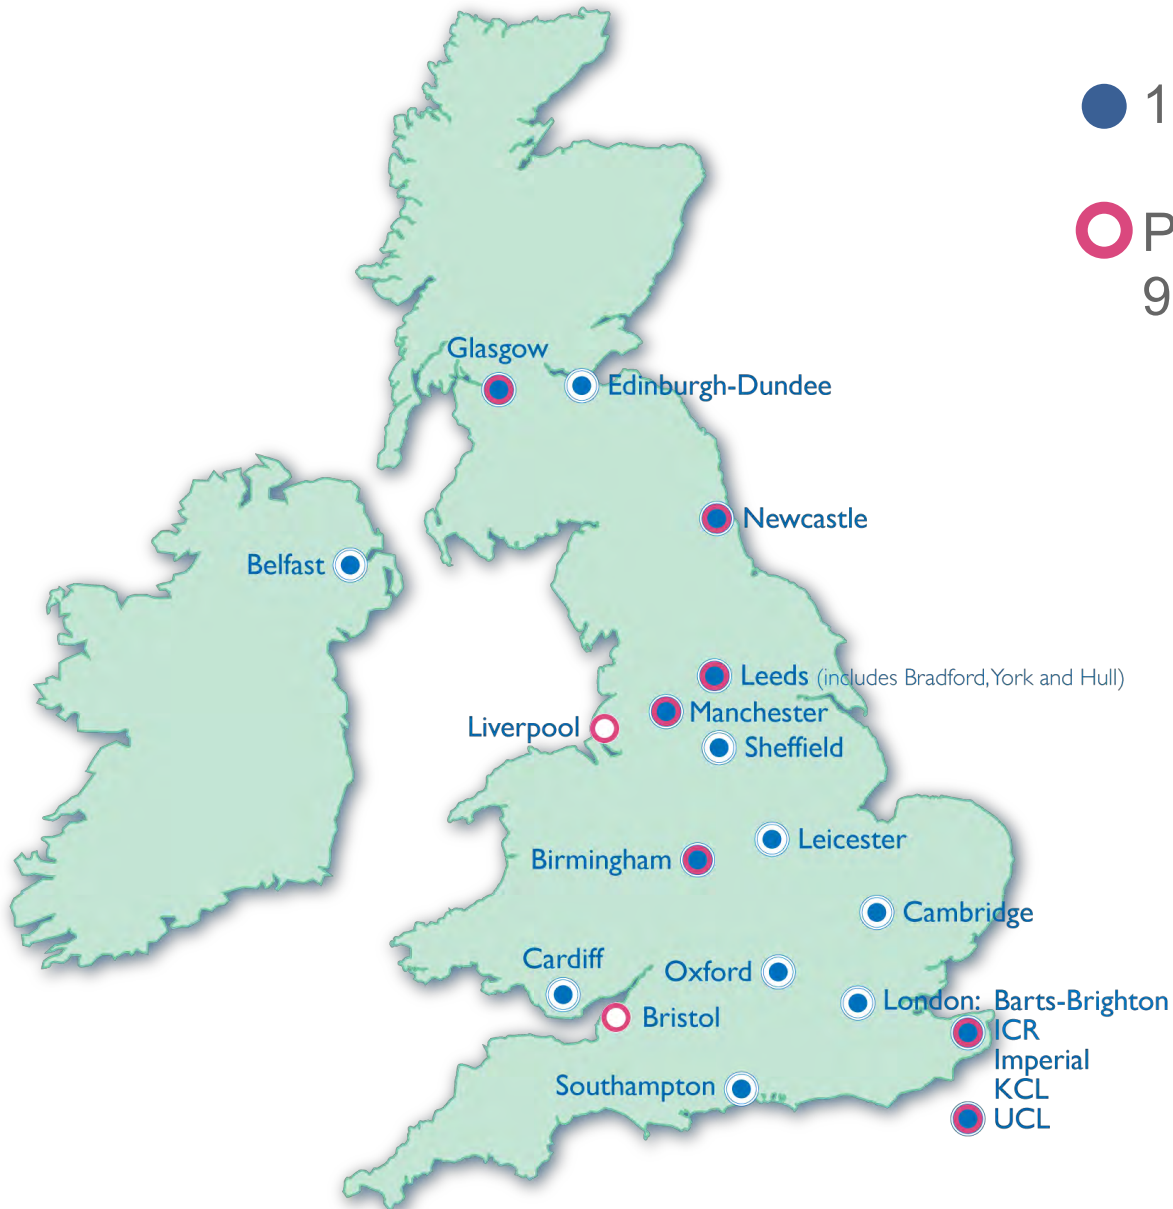 1
P
9
Glasgow
Edinburgh-Dundee
Newcastle
Belfast
Leeds (includes Bradford, York and Hull)
Manchester
Liverpool
Sheffield
Leicester
Birmingham
Cambridge
Cardiff
Oxford
London: Barts-Brighton
ICR
Imperial
KCL
UCL
Bristol
Southampton